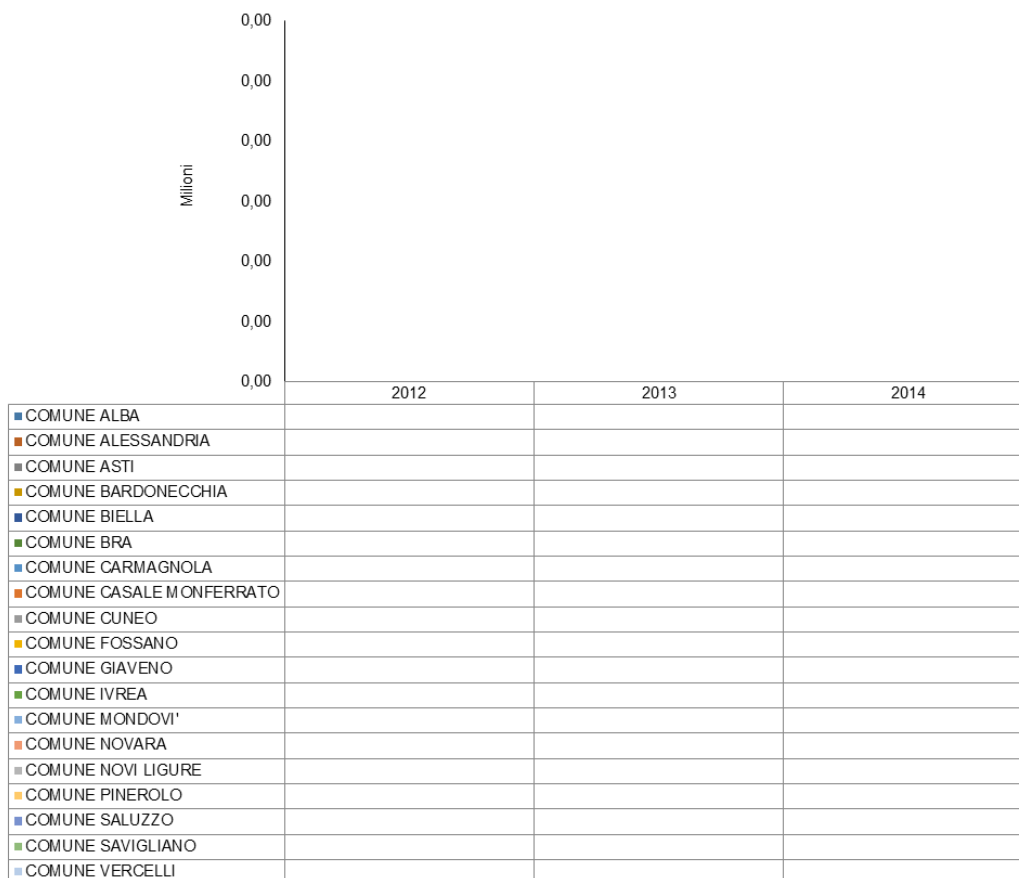 0,00
0,00
0,00
Milioni
0,00
0,00
0,00
0,00
2012 2013 2014
COMUNE ALBA
COMUNE ALESSANDRIA
COMUNE ASTI
COMUNE BARDONECCHIA
COMUNE BIELLA
COMUNE BRA
COMUNE CARMAGNOLA
COMUNE CASALE MONFERRATO
COMUNE CUNEO
COMUNE FOSSANO
COMUNE GIAVENO
COMUNE IVREA
COMUNE MONDOVI'
COMUNE NOVARA
COMUNE NOVI LIGURE
COMUNE PINEROLO
COMUNE SALUZZO
COMUNE SAVIGLIANO
COMUNE VERCELLI